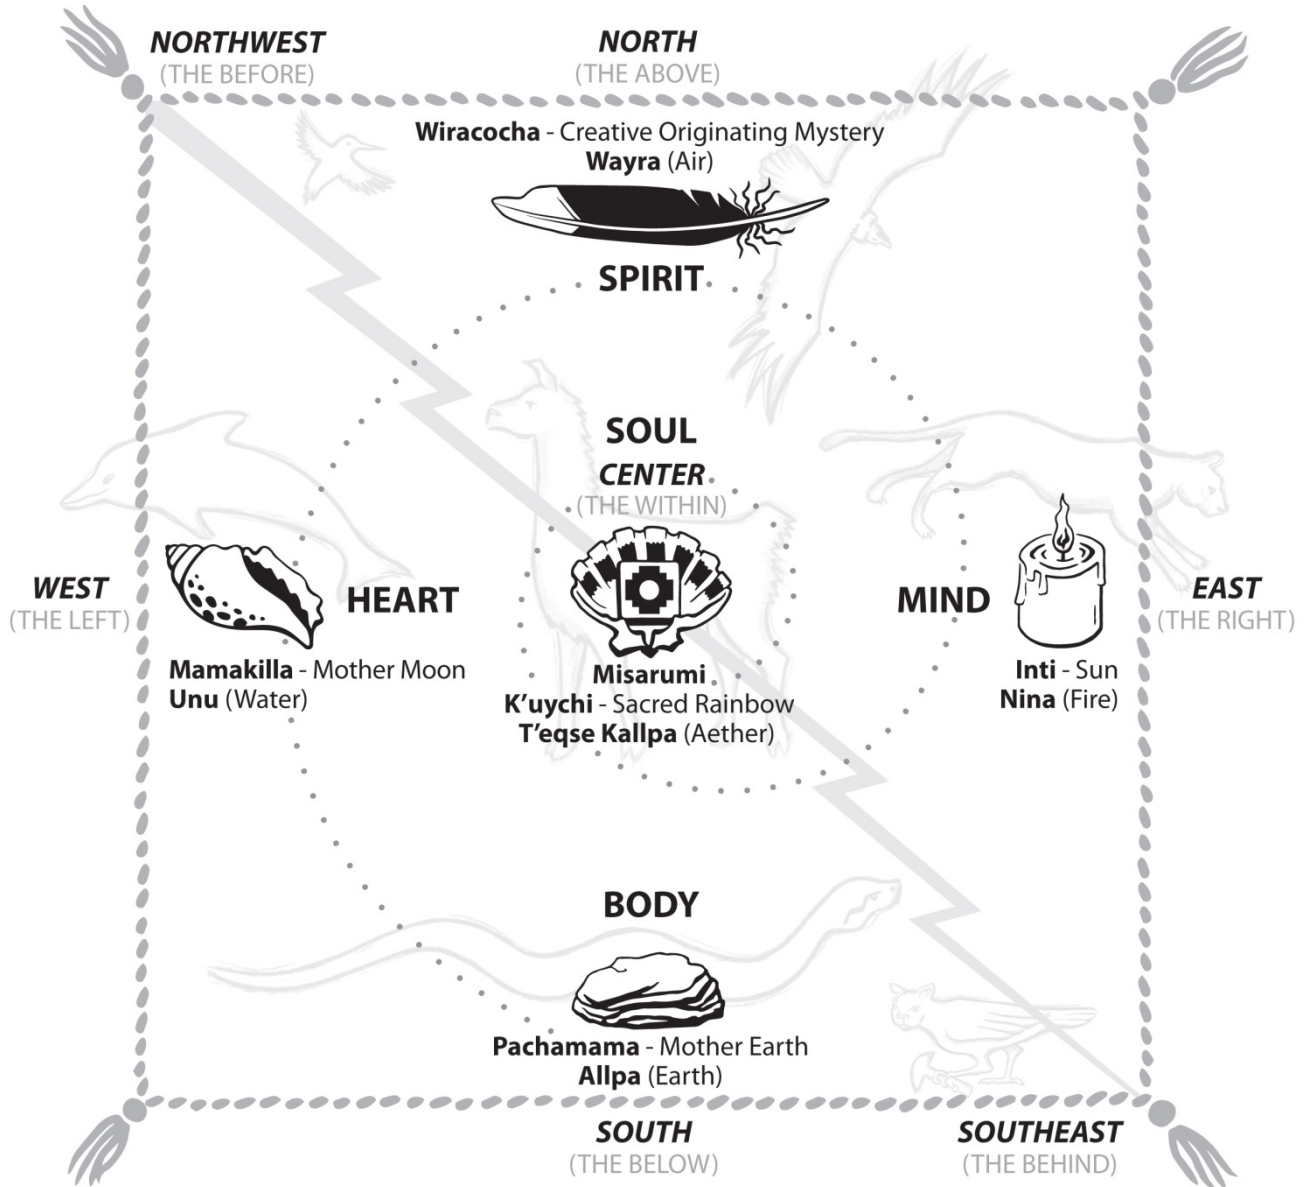 NORTHWEST
(THE BEFORE)
NORTH
(THE ABOVE)
Wiracocha - Creative Originating Mystery
Wayra (Air)
SPIRIT
SOUL
CENTER
(THE WITHIN)
WEST
(THE LEFT)
HEART
Mamakilla - Mother Moon
Unu (Water)
Misarumi
K'uychi - Sacred Rainbow
T'eqse Kallpa (Aether)
MIND
Inti - Sun
Nina (Fire)
EAST
(THE RIGHT)
BODY
Pachamama - Mother Earth
Allpa (Earth)
SOUTH
(THE BELOW)
SOUTHEAST
(THE BEHIND)